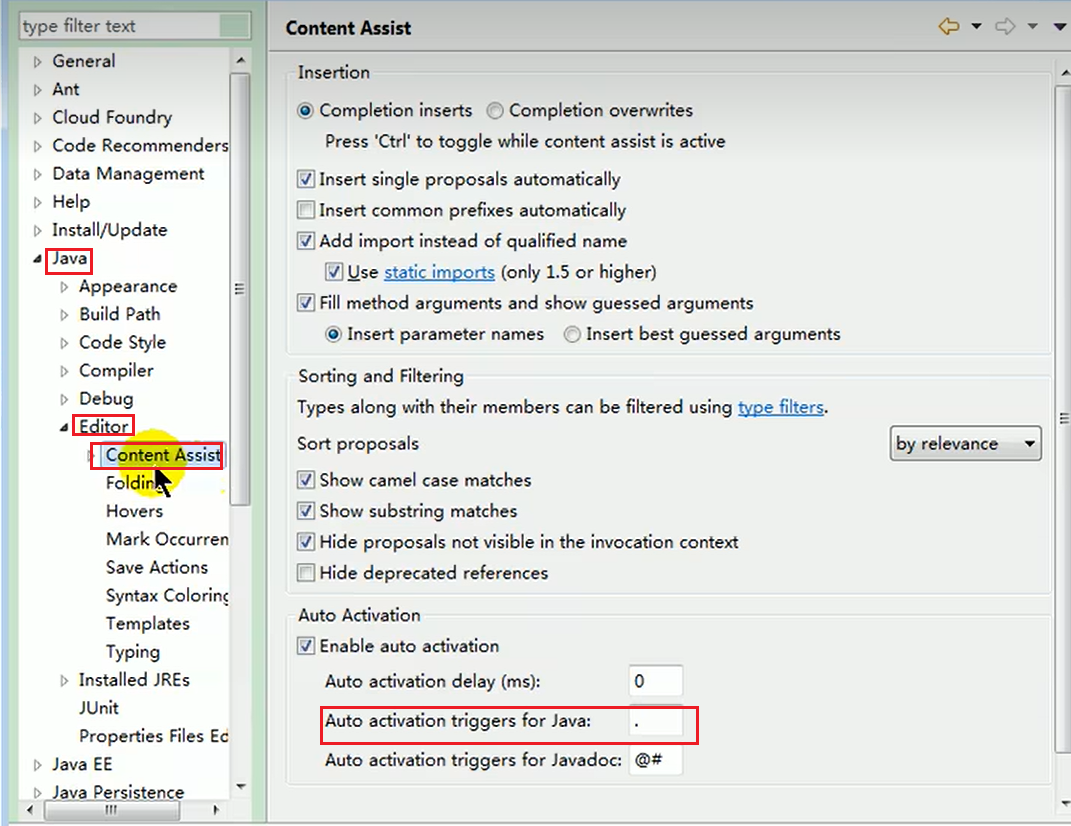 type filter text
General
Ant
Cloud Foundry
Code Recommenders
Data Management
Help
Install/Update
Java
Appearance
Build Path
Code Style
Compiler
Debug
Editor
Content Assist
Folding
Hovers
Mark Occurren
Save Actions
Syntax Coloring
Templates
Typing
Installed JREs
JUnit
Properties Files Ed
Java EE
Java Persistence
Content Assist
Insertion
Completion inserts Completion overwrites
Press 'Ctrl' to toggle while content assist is active
Insert single proposals automatically
Insert common prefixes automatically
Add import instead of qualified name
Use static imports (only 1.5 or higher)
Fill method arguments and show guessed arguments
Insert parameter names Insert best guessed arguments
Sorting and Filtering
Types along with their members can be filtered using type filters.
Sort proposals by relevance
Show camel case matches
Show substring matches
Hide proposals not visible in the invocation context
Hide deprecated references
Auto Activation
Enable auto activation
Auto activation delay (ms): 0
Auto activation triggers for Java: .
Auto activation triggers for Javadoc: @#